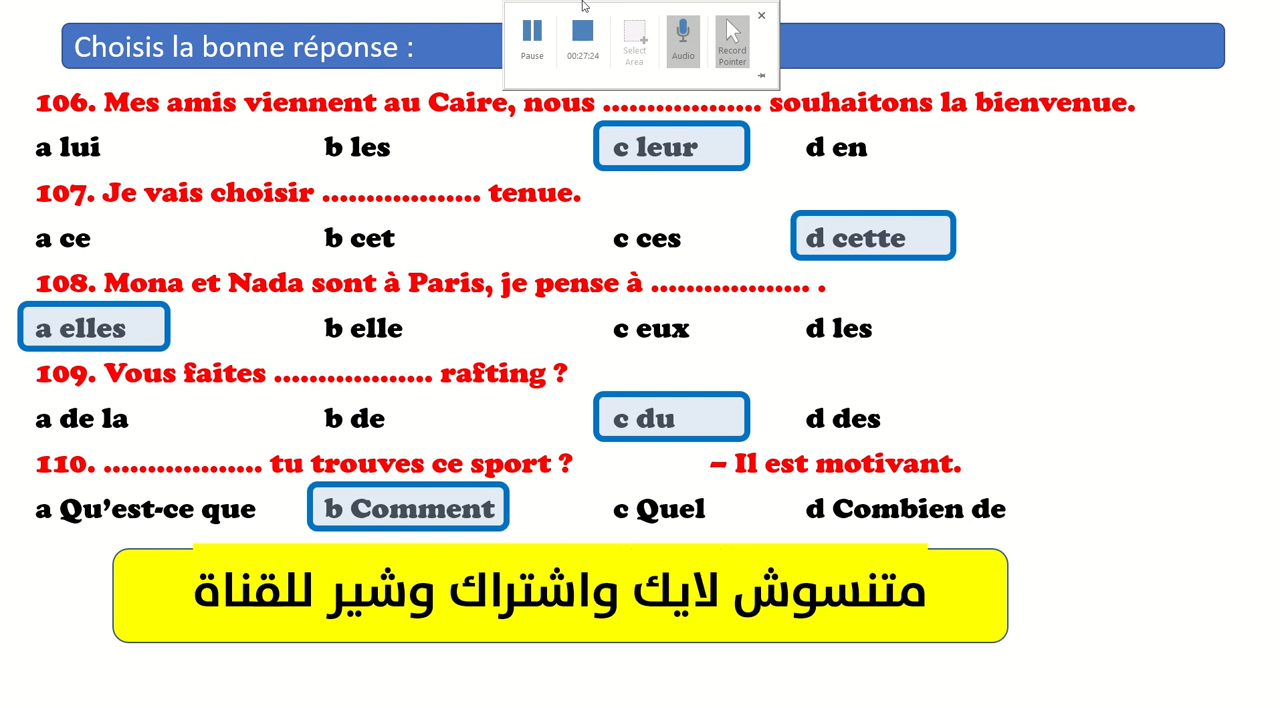 Choisis la bonne réponse :
Pause
00:27:24
Select Area
Audio
Record Pointer
106. Mes amis viennent au Caire, nous .................. souhaitons la bienvenue.
a lui b les c leur d en
107. Je vais choisir .................. tenue.
a ce b cet c ces d cette
108. Mona et Nada sont à Paris, je pense à .................. .
a elles b elle c eux d les
109. Vous faites .................. rafting ?
a de la b de c du d des
110. .................. tu trouves ce sport ? – Il est motivant.
a Qu’est-ce que b Comment c Quel d Combien de
متنسوش لايك واشتراك وشير للقناة